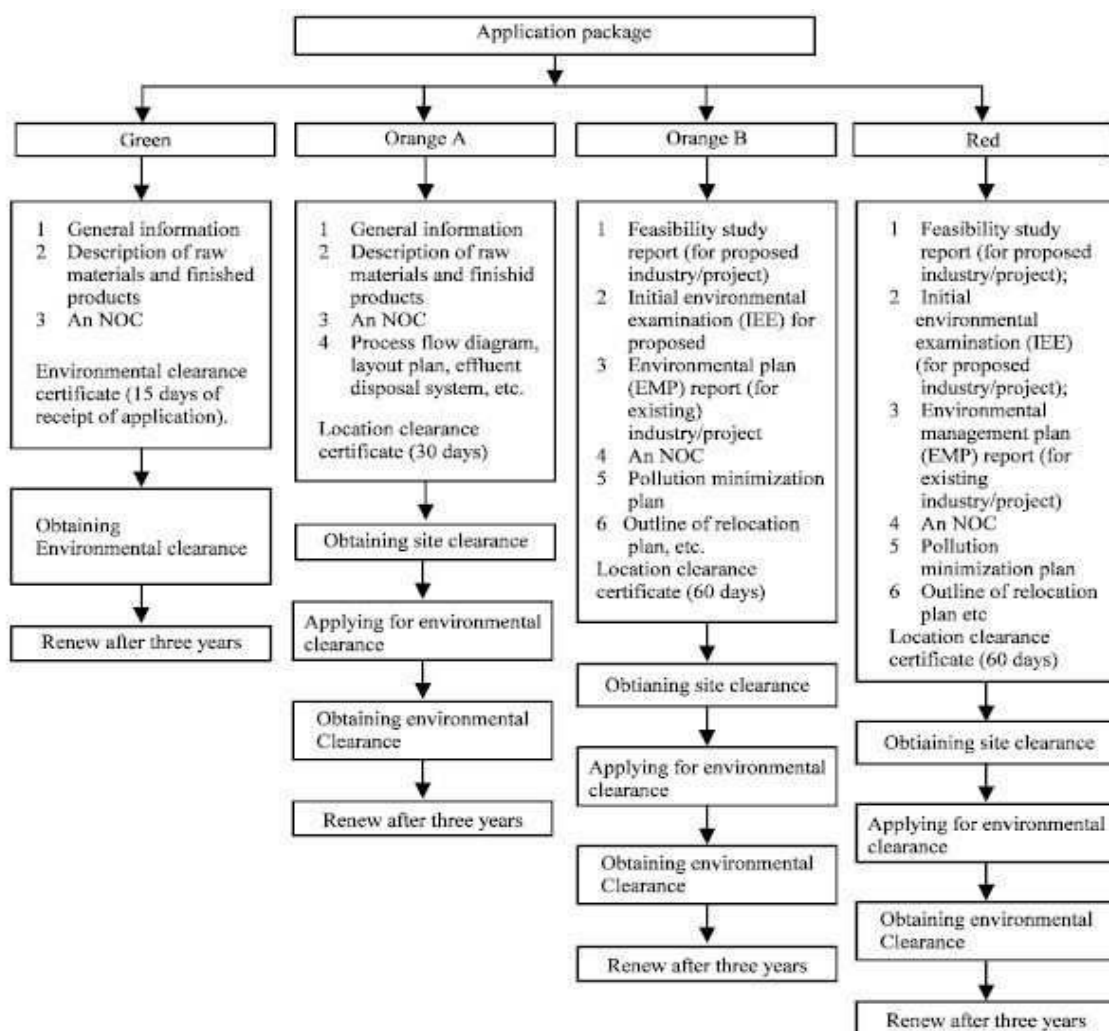 Application package
Green
Orange A
Orange B
Red
1 General information
2 Description of raw
materials and finished
products
3 An NOC
Environmental clearance
certificate (15 days of
receipt of application).
Obtaining
Environmental clearance
Renew after three years
1 General information
2 Description of raw
materials and finishid
products
3 An NOC
4 Process flow diagram,
layout plan, effluent
disposal system, etc.
Location clearance
certificate (30 days)
Obtaining site clearance
Applying for environmental
clearance
Obtaining environmental
Clearance
Renew after three years
1 Feasibility study
report (for proposed
industry/project)
2 Initial environmental
examination (IEE) for
proposed
3 Environmental plan
(EMP) report (for
existing)
industry/project
4 An NOC
5 Pollution minimization
plan
6 Outline of relocation
plan, etc.
Location clearance
certificate (60 days)
Obtianing site clearance
Applying for environmental
clearance
Obtaining environmental
Clearance
Renew after three years
1 Feasibility study
report (for proposed
industry/project);
2 Initial
environmental
examination (IEE)
(for proposed
industry/project);
3 Environmental
management plan
(EMP) report (for
existing
industry/project)
4 An NOC
5 Pollution
minimization plan
6 Outline of relocation
plan etc
Location clearance
certificate (60 days)
Obtiaining site clearance
Applying for environmental
clearance
Obtaining environmental
Clearance
Renew after three years